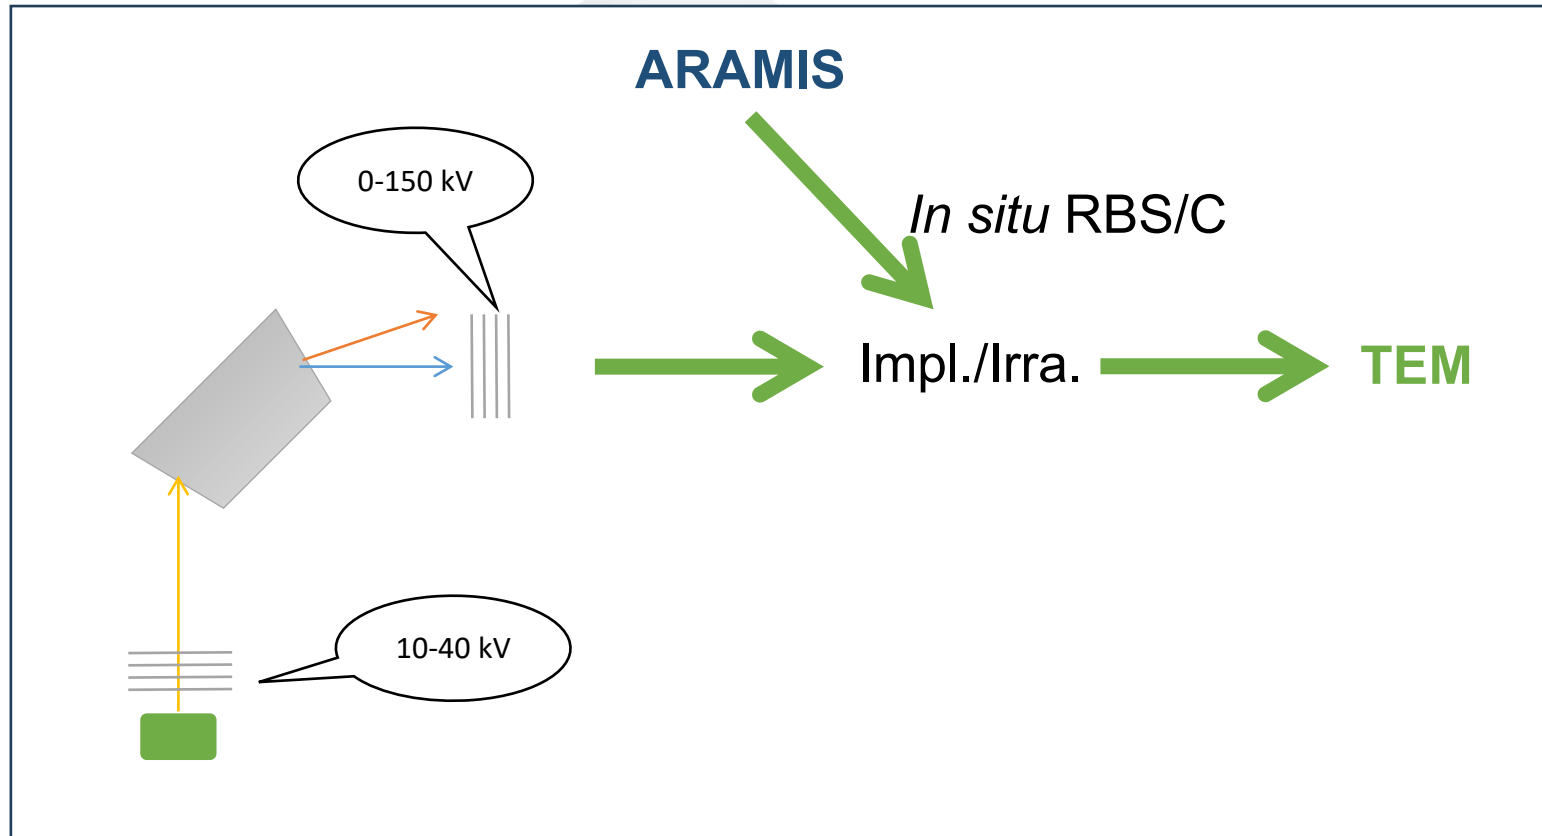 ARAMIS
0-150 kV
In situ RBS/C
Impl./Irra.
TEM
10-40 kV